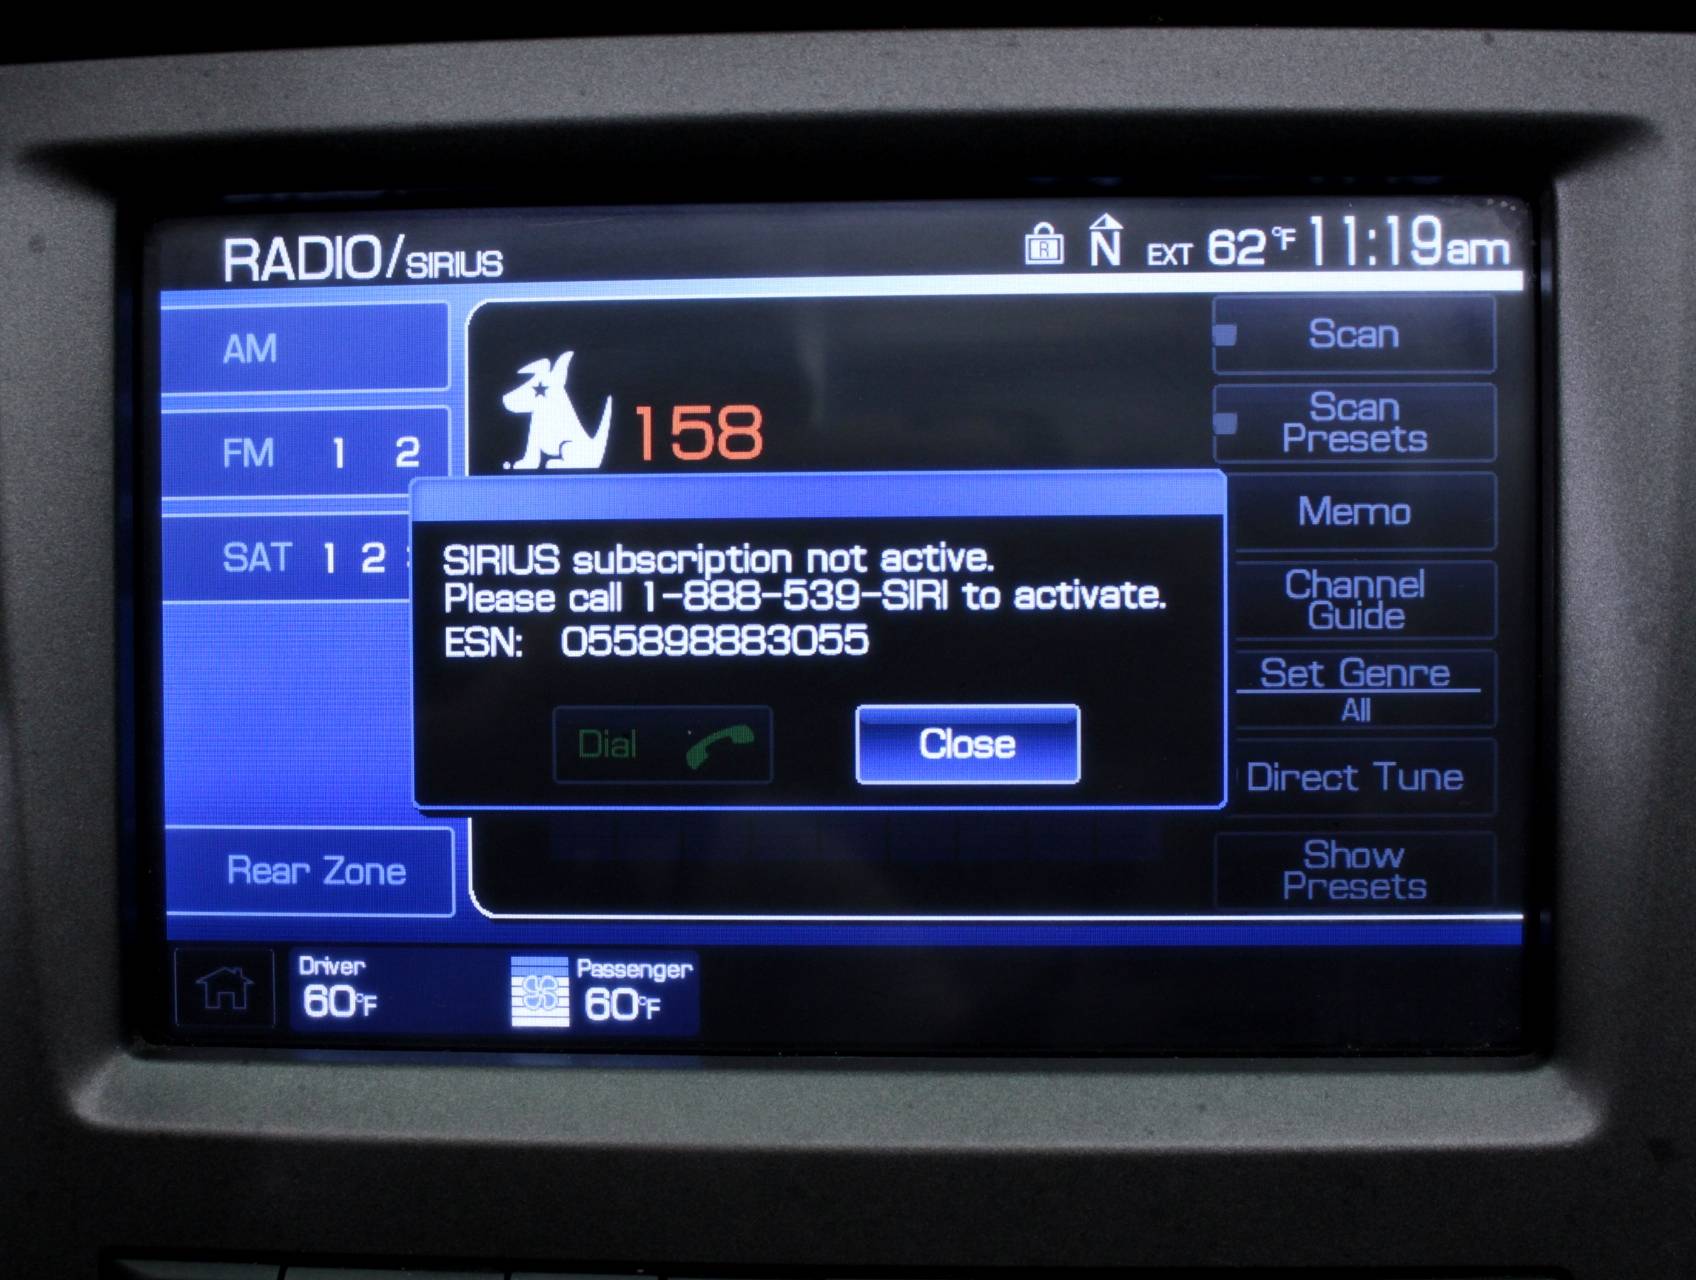 RADIO/SIRIUS
R N EXT 62°F 11:19am
AM
FM 1 2
SAT 1 2
Rear Zone
158
SIRIUS subscription not active.
Please call 1-888-539-SIRI to activate.
ESN: 055898883055
Dial
Close
Scan
Scan
Presets
Memo
Channel
Guide
Set Genre
All
Direct Tune
Show
Presets
Driver
60°F
Passenger
60°F